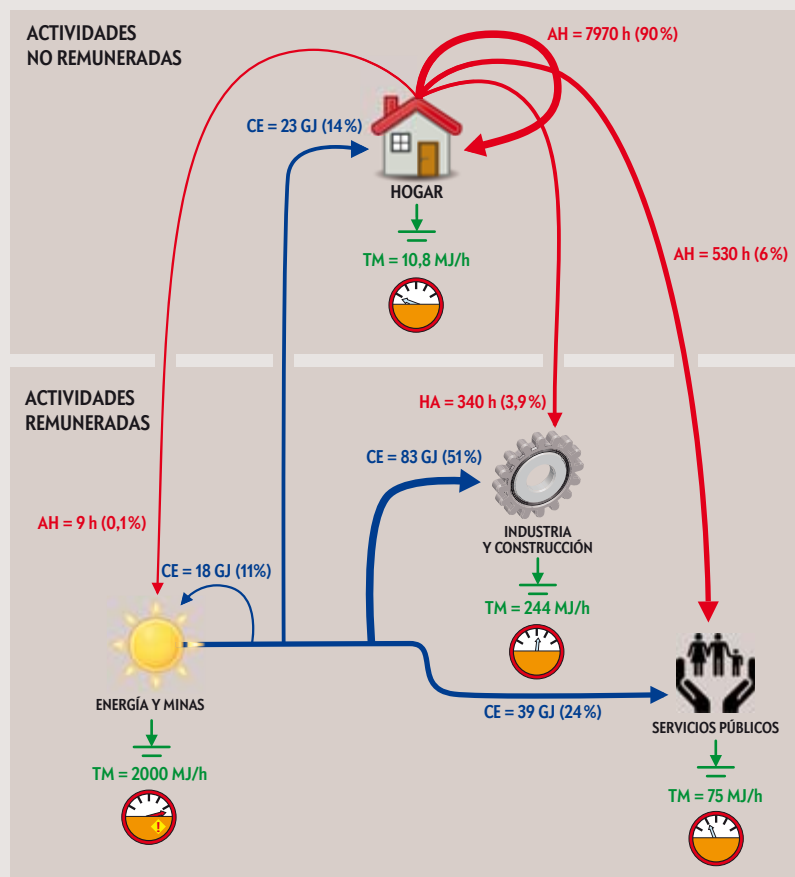 ACTIVIDADES
NO REMUNERADAS
AH = 7970 h (90%)
CE = 23 GJ (14%)
HOGAR
AH = 530 h (6%)
TM = 10,8 MJ/h
ACTIVIDADES
REMUNERADAS
HA = 340 h (3,9%)
CE = 83 GJ (51%)
AH = 9 h (0,1%)
INDUSTRIA
Y CONSTRUCCIÓN
CE = 18 GJ (11%)
TM = 244 MJ/h
ENERGÍA Y MINAS
CE = 39 GJ (24%)
SERVICIOS PÚBLICOS
TM = 2000 MJ/h
TM = 75 MJ/h
!